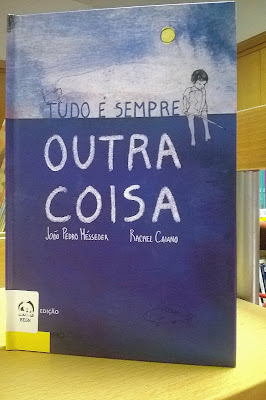 TUDO É SEMPRE
OUTRA
COISA
JOÃO PEDRO MÉSSEDER RACHEL CAIANO
EDIÇÃO